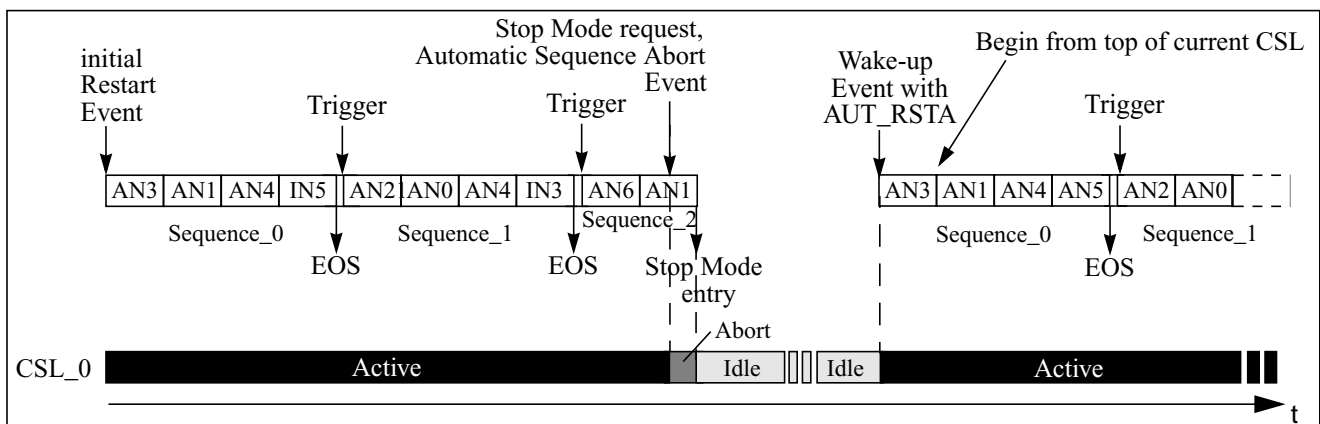 Stop Mode request,
Automatic Sequence Abort
Event
initial
Restart
Event
Trigger
Trigger
Wake-up
Event with
AUT_RSTA
Begin from top of current CSL
Trigger
AN3 AN1 AN4 IN5 AN2 AN0 AN4 IN3 AN6 AN1
AN3 AN1 AN4 AN5 AN2 AN0
Sequence_0
Sequence_1
Sequence_2
Sequence_0
Sequence_1
EOS
EOS
Stop Mode
entry
EOS
Abort
CSL_0
Active
Idle
Idle
Active
t